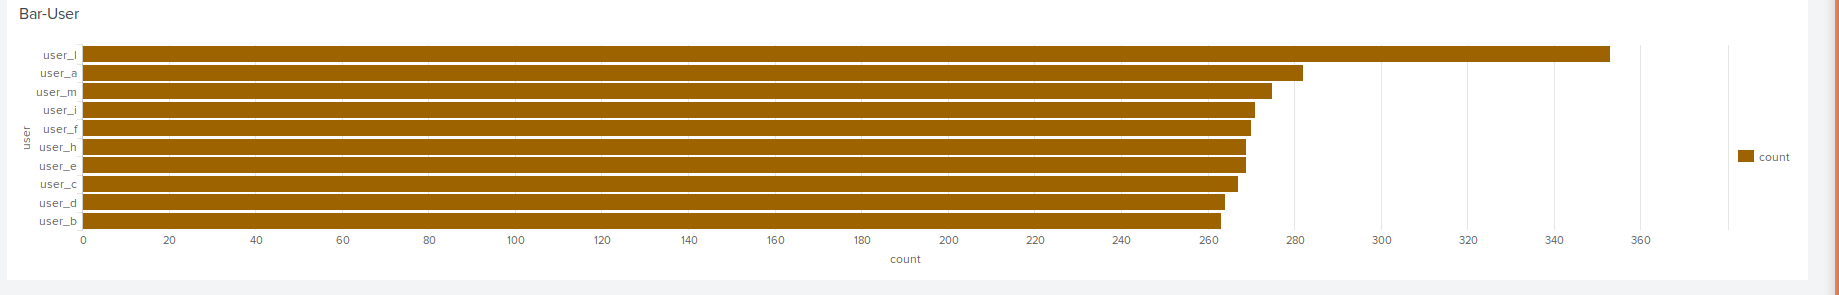 Bar-User
user_l
user_a
user_m
user_i
user_f
user_h
user_e
user_c
user_d
user_b
user
0 20 40 60 80 100 120 140 160 180 200 220 240 260 280 300 320 340 360
count
count